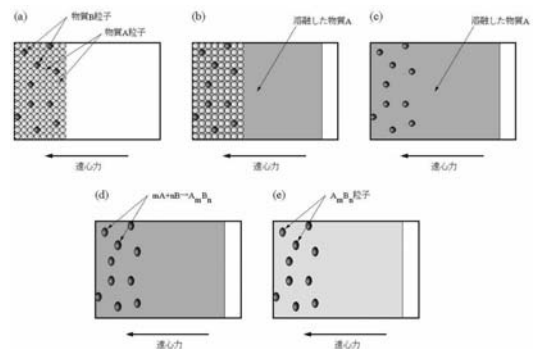 (a)
物質B粒子
物質A粒子
遠心力
(b)
溶融した物質A
遠心力
(c)
溶融した物質A
遠心力
(d)
mA+nB→AmBn
遠心力
(e)
AmBn粒子
遠心力